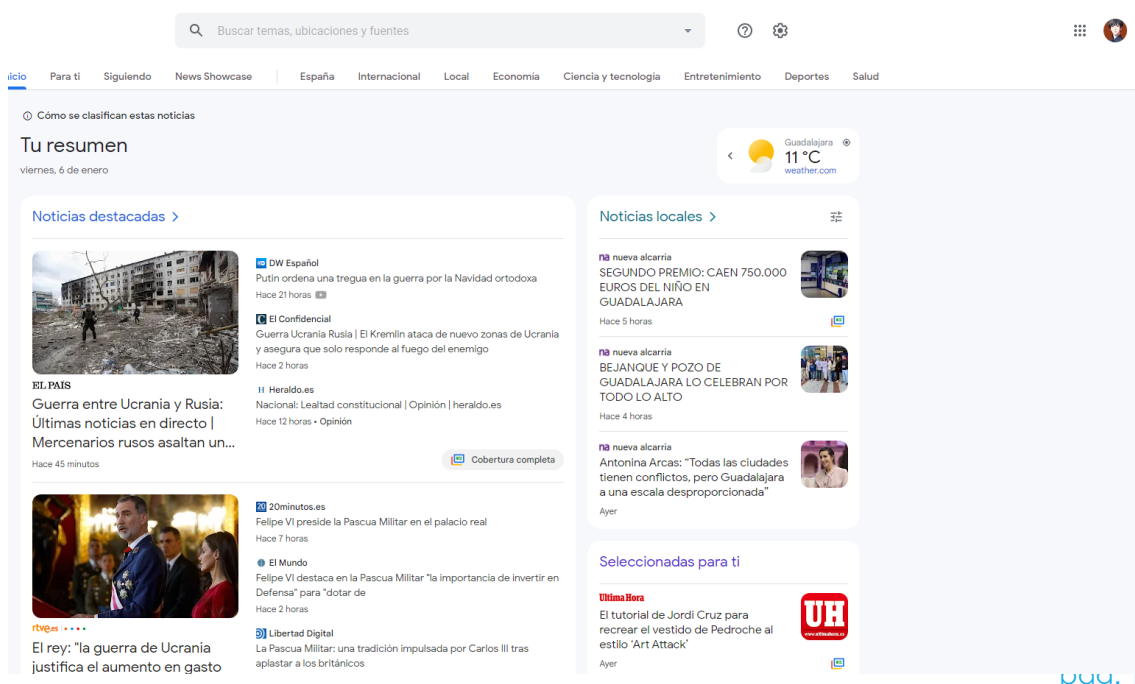 Buscar temas, ubicaciones y fuentes
Para ti
Siguiendo
News Showcase
España
Internacional
Local
Economía
Ciencia y tecnología
Entretenimiento
Deportes
Salud
Cómo se clasifican estas noticias
Tu resumen
viernes, 6 de enero
Guadalajara
11 °C
weather.com
Noticias destacadas
EL PAÍS
Guerra entre Ucrania y Rusia:
Últimas noticias en directo |
Mercenarios rusos asaltan un...
Hace 45 minutos
DW Español
Putin ordena una tregua en la guerra por la Navidad ortodoxa
Hace 21 horas
El Confidencial
Guerra Ucrania Rusia | El Kremlin ataca de nuevo zonas de Ucrania
y asegura que solo responde al fuego del enemigo
Hace 2 horas
H Heraldo.es
Nacional: Lealtad constitucional | Opinión | heraldo.es
Hace 12 horas • Opinión
Cobertura completa
rtve.es
El rey: "la guerra de Ucrania
justifica el aumento en gasto
20 20minutos.es
Felipe VI preside la Pascua Militar en el palacio real
Hace 7 horas
El Mundo
Felipe VI destaca en la Pascua Militar "la importancia de invertir en
Defensa" para "dotar de
Hace 2 horas
Libertad Digital
La Pascua Militar: una tradición impulsada por Carlos III tras
aplastar a los británicos
Noticias locales
na nueva alcarria
SEGUNDO PREMIO: CAEN 750.000
EUROS DEL NIÑO EN
GUADALAJARA
Hace 5 horas
na nueva alcarria
BEJANQUE Y POZO DE
GUADALAJARA LO CELEBRAN POR
TODO LO ALTO
Hace 4 horas
na nueva alcarria
Antonina Arcas: “Todas las ciudades
tienen conflictos, pero Guadalajara
a una escala desproporcionada”
Ayer
Seleccionadas para ti
Ultima Hora
El tutorial de Jordi Cruz para
recrear el vestido de Pedroche al
estilo ‘Art Attack’
Ayer
UH
www.ultimahora.es